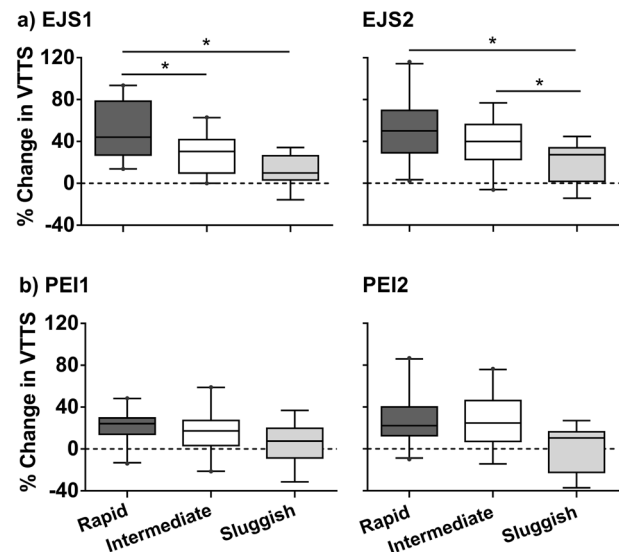 a) EJS1
EJS2
% Change in VTTS
120
80
40
0
-40
*
*
*
*
b) PEI1
PEI2
% Change in VTTS
120
80
40
0
-40
Rapid
Intermediate
Sluggish
Rapid
Intermediate
Sluggish